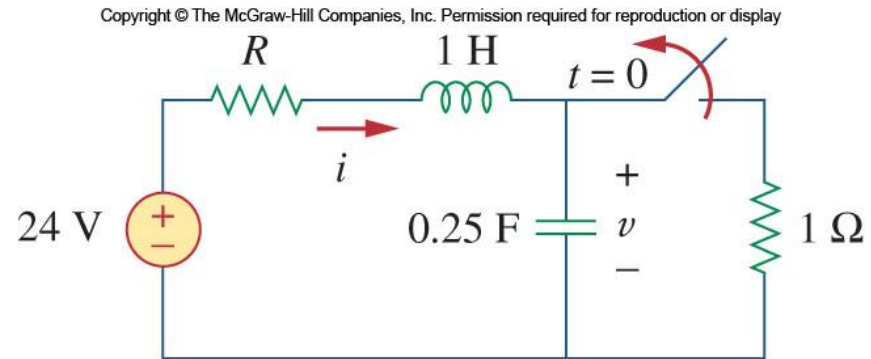 Copyright © The McGraw-Hill Companies, Inc. Permission required for reproduction or display
R
1 H
t = 0
i
24 V
+
−
0.25 F
+
v
−
1 Ω